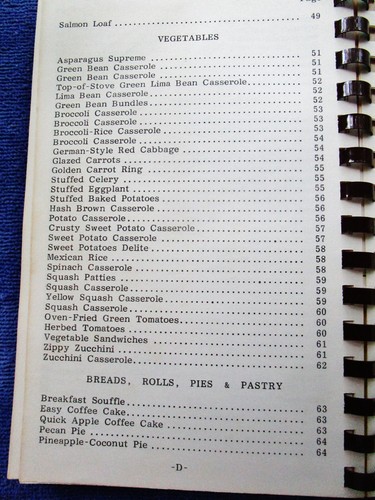 Page
Salmon Loaf .......... 49
VEGETABLES
Asparagus Supreme .......... 51
Green Bean Casserole .......... 51
Green Bean Casserole .......... 51
Top-of-Stove Green Lima Bean Casserole .......... 52
Lima Bean Casserole .......... 52
Green Bean Bundles .......... 52
Broccoli Casserole .......... 53
Broccoli Casserole .......... 53
Broccoli-Rice Casserole .......... 53
Broccoli Casserole .......... 54
German-Style Red Cabbage .......... 54
Glazed Carrots .......... 54
Golden Carrot Ring .......... 55
Stuffed Celery .......... 55
Stuffed Eggplant .......... 55
Stuffed Baked Potatoes .......... 56
Hash Brown Casserole .......... 56
Potato Casserole .......... 56
Crusty Sweet Potato Casserole .......... 57
Sweet Potato Casserole .......... 57
Sweet Potatoes Delite .......... 58
Mexican Rice .......... 58
Spinach Casserole .......... 58
Squash Patties .......... 59
Squash Casserole .......... 59
Yellow Squash Casserole .......... 59
Squash Casserole .......... 60
Oven-Fried Green Tomatoes .......... 60
Herbed Tomatoes .......... 60
Vegetable Sandwiches .......... 61
Zippy Zucchini .......... 61
Zucchini Casserole .......... 62
BREADS, ROLLS, PIES & PASTRY
Breakfast Souffle .......... 63
Easy Coffee Cake .......... 63
Quick Apple Coffee Cake .......... 63
Pecan Pie .......... 64
Pineapple-Coconut Pie .......... 64
-D-